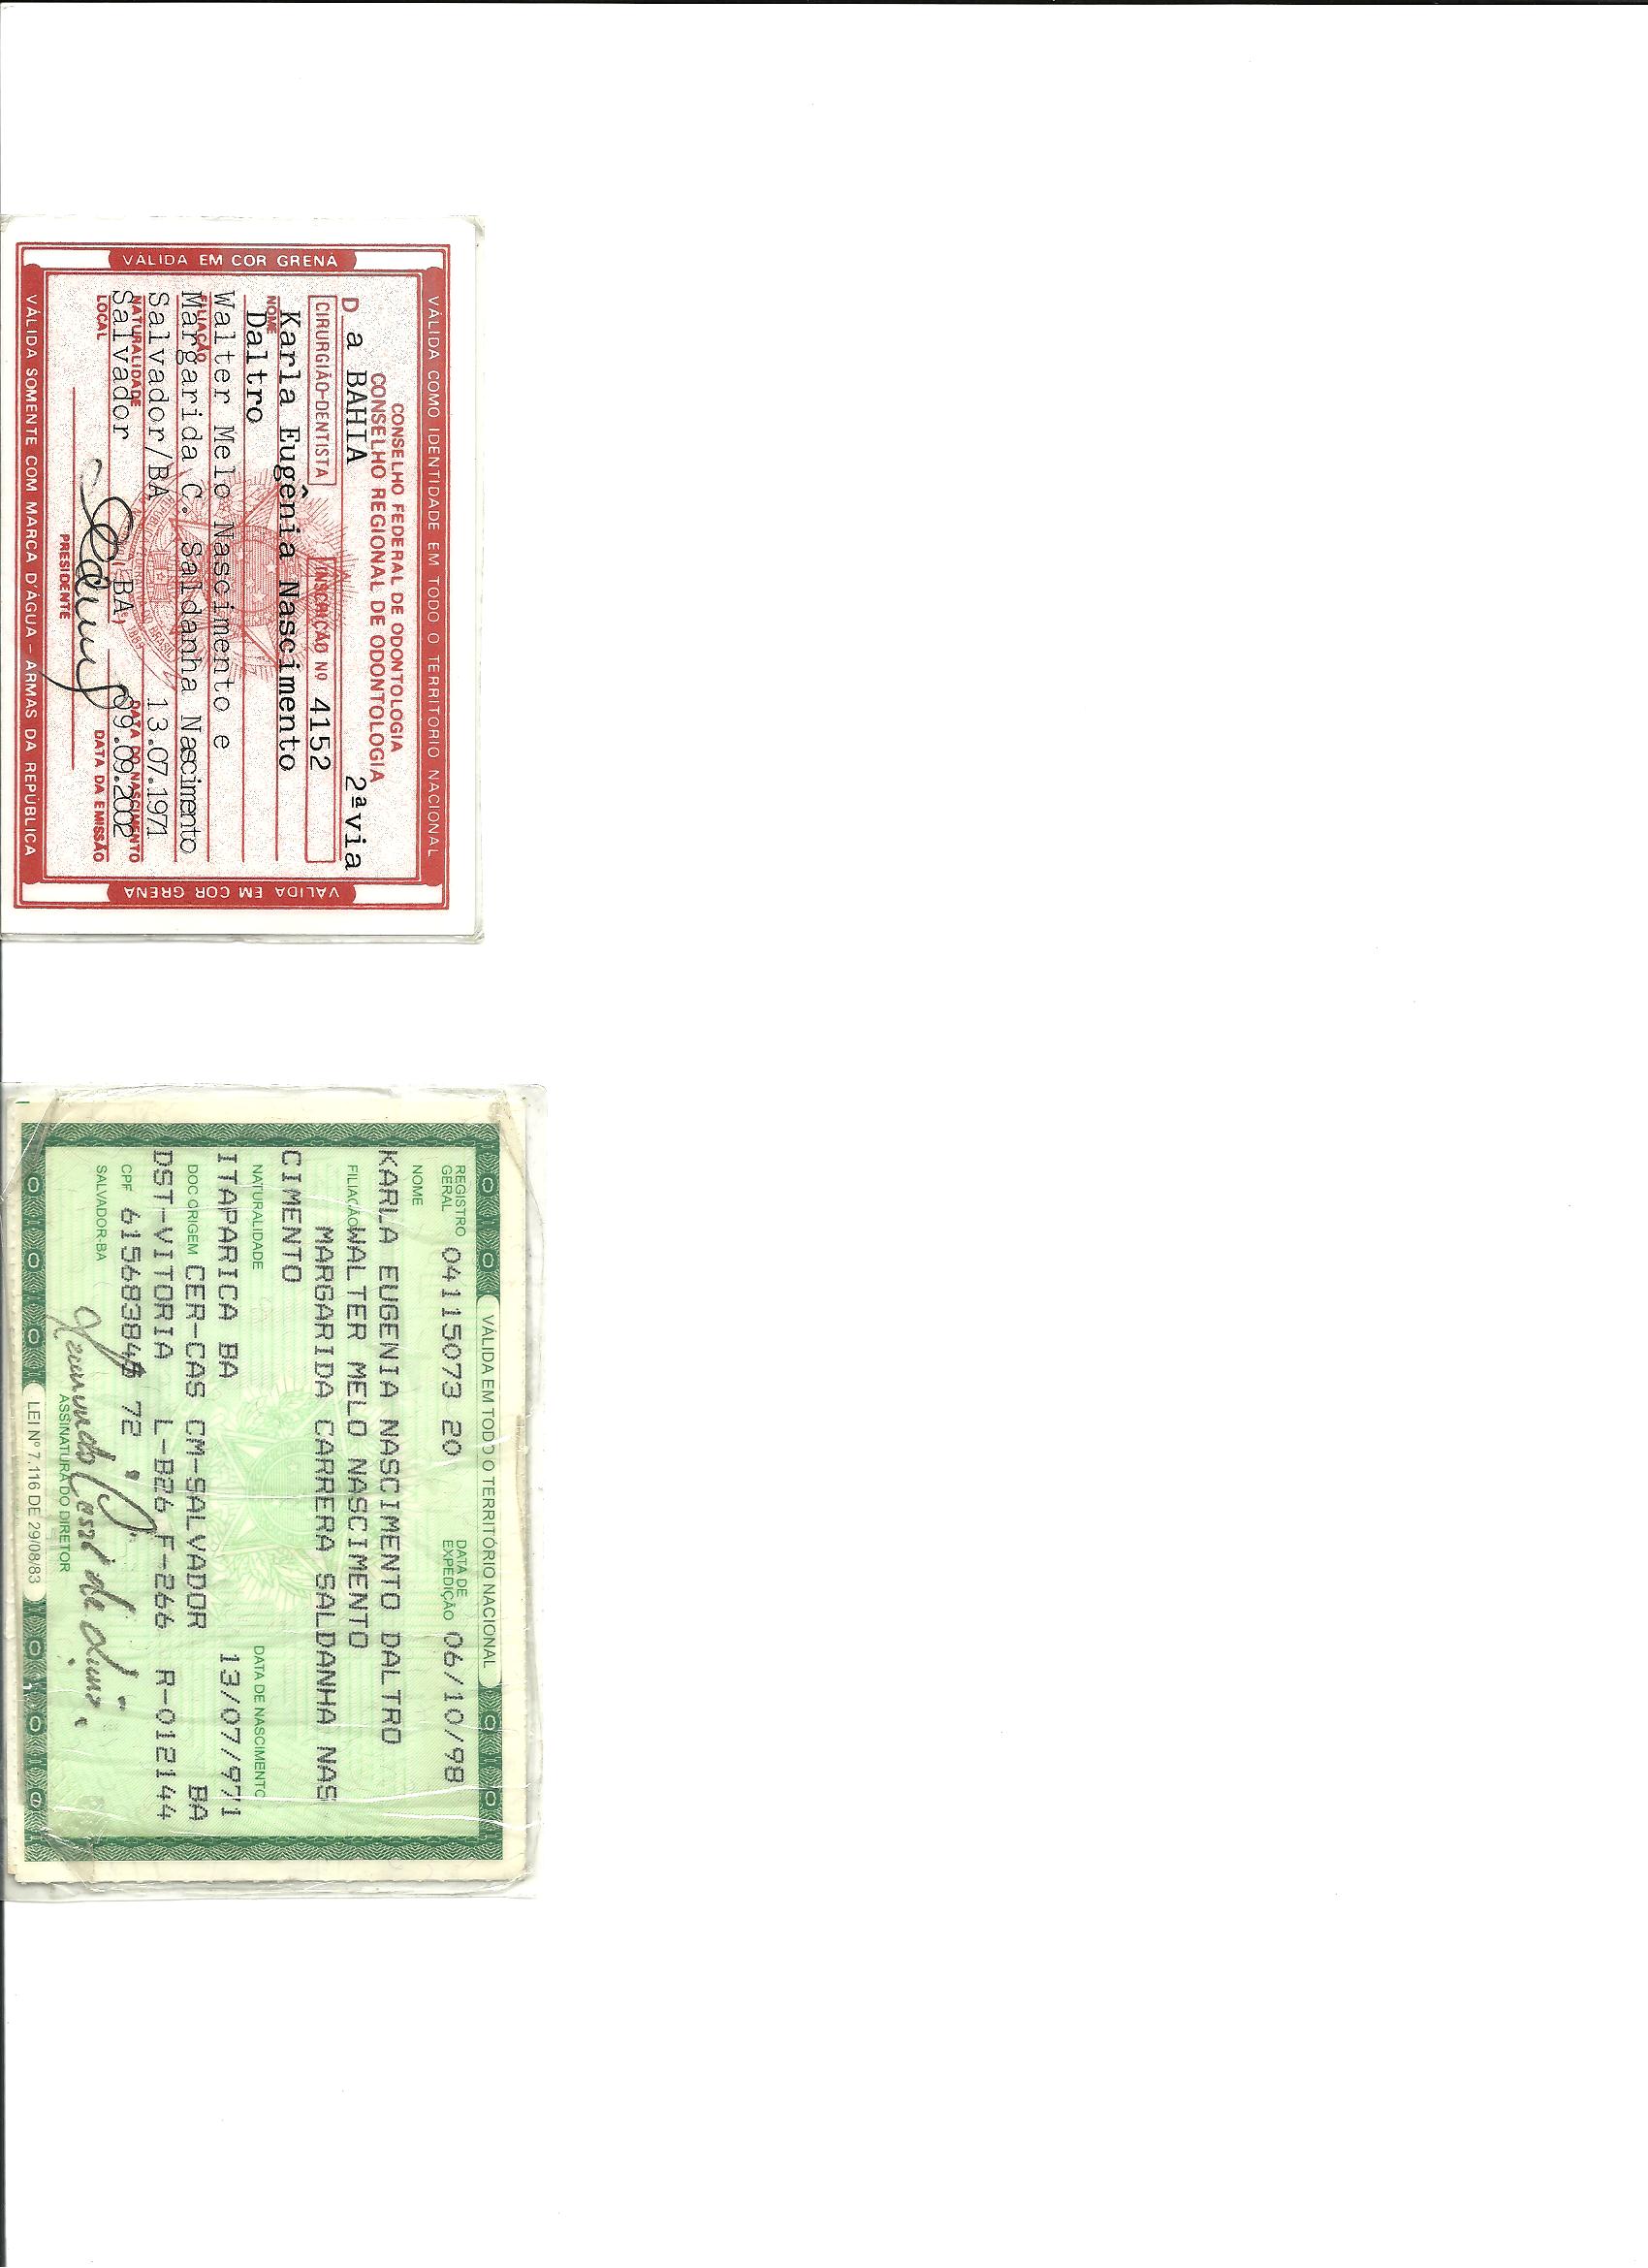 VÁLIDA COMO IDENTIDADE EM TODO O TERRITÓRIO NACIONAL
VÁLIDA EM COR GRENÁ
CONSELHO FEDERAL DE ODONTOLOGIA
CONSELHO REGIONAL DE ODONTOLOGIA
D a BAHIA 2ª via
CIRURGIÃO-DENTISTA INSCRIÇÃO Nº 4152
Karla Eugênia Nascimento
NOME
Daltro
Walter Melo Nascimento e
FILIAÇÃO
Margarida C. Saldanha Nascimento
Salvador/BA 13.07.1971
NATURALIDADE DATA DO NASCIMENTO
Salvador BA, 09.09.2002
LOCAL DATA DA EMISSÃO
PRESIDENTE
VÁLIDA EM COR GRENÁ
VÁLIDA SOMENTE COM MARCA D'ÁGUA - ARMAS DA REPÚBLICA
VÁLIDA EM TODO O TERRITÓRIO NACIONAL
REGISTRO GERAL 04115073 20 DATA DE EXPEDIÇÃO 06/10/98
NOME
KARLA EUGENIA NASCIMENTO DALTRO
FILIAÇÃO WALTER MELO NASCIMENTO
MARGARIDA CARRERA SALDANHA NAS
CIMENTO
NATURALIDADE DATA DE NASCIMENTO
ITAPARICA BA 13/07/971
DOC ORIGEM CER-CAS CM-SALVADOR BA
DST-VITORIA L-B26 F-266 R-012144
CPF 72
SALVADOR-BA
ASSINATURA DO DIRETOR
LEI Nº 7.116 DE 29/08/83